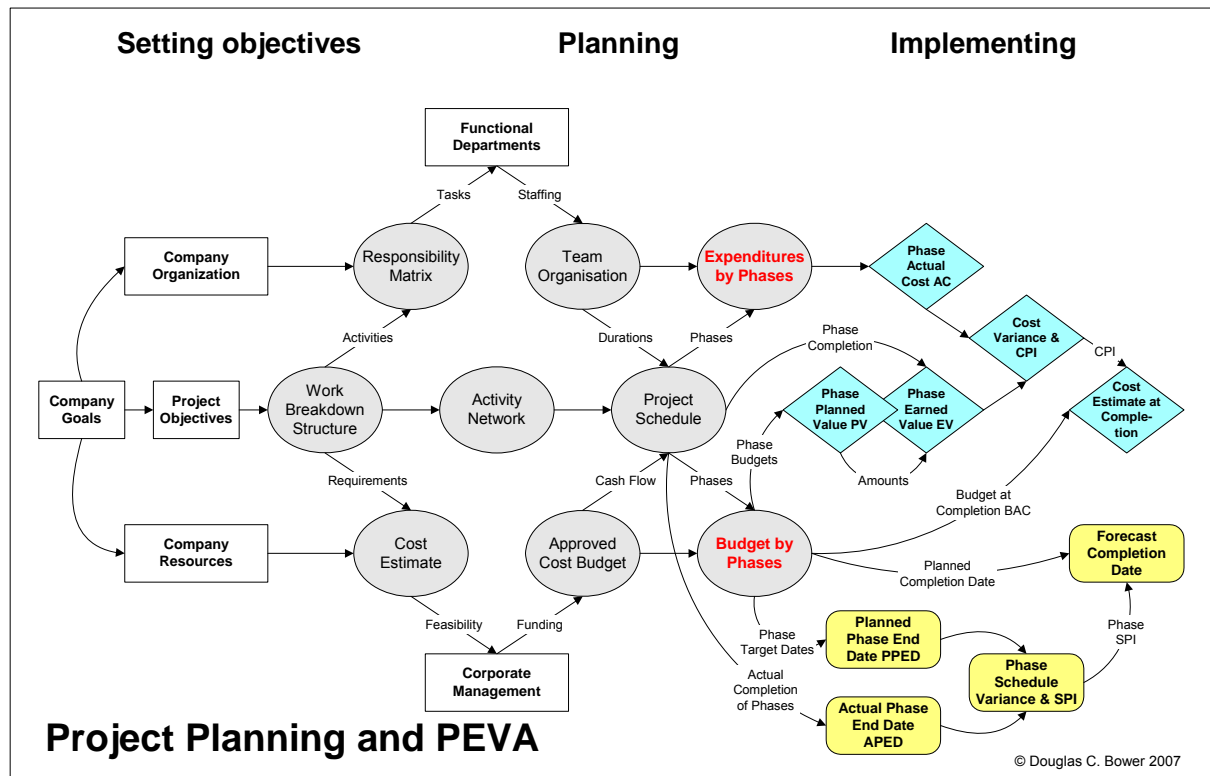 Setting objectives
Planning
Implementing
Functional
Departments
Tasks
Staffing
Company
Organization
Responsibility
Matrix
Team
Organisation
Expenditures
by Phases
Phase
Actual
Cost AC
Activities
Durations
Phases
Phase
Completion
Cost
Variance &
CPI
CPI
Company
Goals
Project
Objectives
Work
Breakdown
Structure
Activity
Network
Project
Schedule
Phase
Planned
Value PV
Phase
Earned
Value EV
Cost
Estimate at
Comple-
tion
Phase
Budgets
Amounts
Requirements
Cash Flow
Phases
Budget at
Completion BAC
Company
Resources
Cost
Estimate
Approved
Cost Budget
Budget by
Phases
Planned
Completion Date
Forecast
Completion
Date
Feasibility
Funding
Phase
Target Dates
Planned
Phase End
Date PPED
Phase
SPI
Corporate
Management
Actual
Completion
of Phases
Phase
Schedule
Variance & SPI
Actual Phase
End Date
APED
Project Planning and PEVA
© Douglas C. Bower 2007